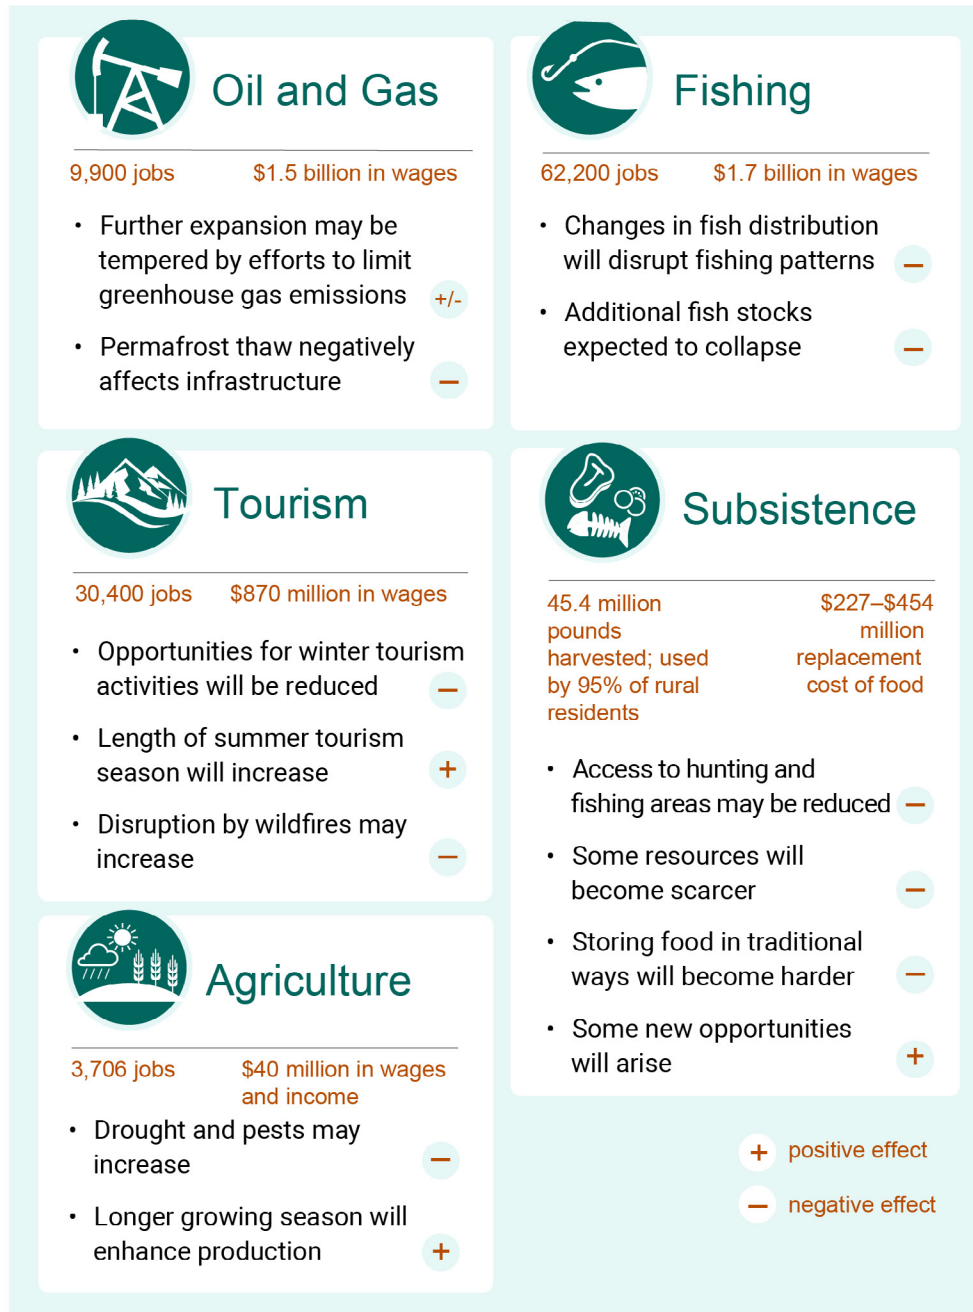 Oil and Gas
9,900 jobs
$1.5 billion in wages
• Further expansion may be
tempered by efforts to limit
greenhouse gas emissions
+/-
• Permafrost thaw negatively
affects infrastructure
−
Fishing
62,200 jobs
$1.7 billion in wages
• Changes in fish distribution
will disrupt fishing patterns
−
• Additional fish stocks
expected to collapse
−
Tourism
30,400 jobs
$870 million in wages
• Opportunities for winter tourism
activities will be reduced
−
• Length of summer tourism
season will increase
+
• Disruption by wildfires may
increase
−
Subsistence
45.4 million
pounds
harvested; used
by 95% of rural
residents
$227–$454
million
replacement
cost of food
• Access to hunting and
fishing areas may be reduced
−
• Some resources will
become scarcer
−
• Storing food in traditional
ways will become harder
−
• Some new opportunities
will arise
+
Agriculture
3,706 jobs
$40 million in wages
and income
• Drought and pests may
increase
−
• Longer growing season will
enhance production
+
+ positive effect
− negative effect